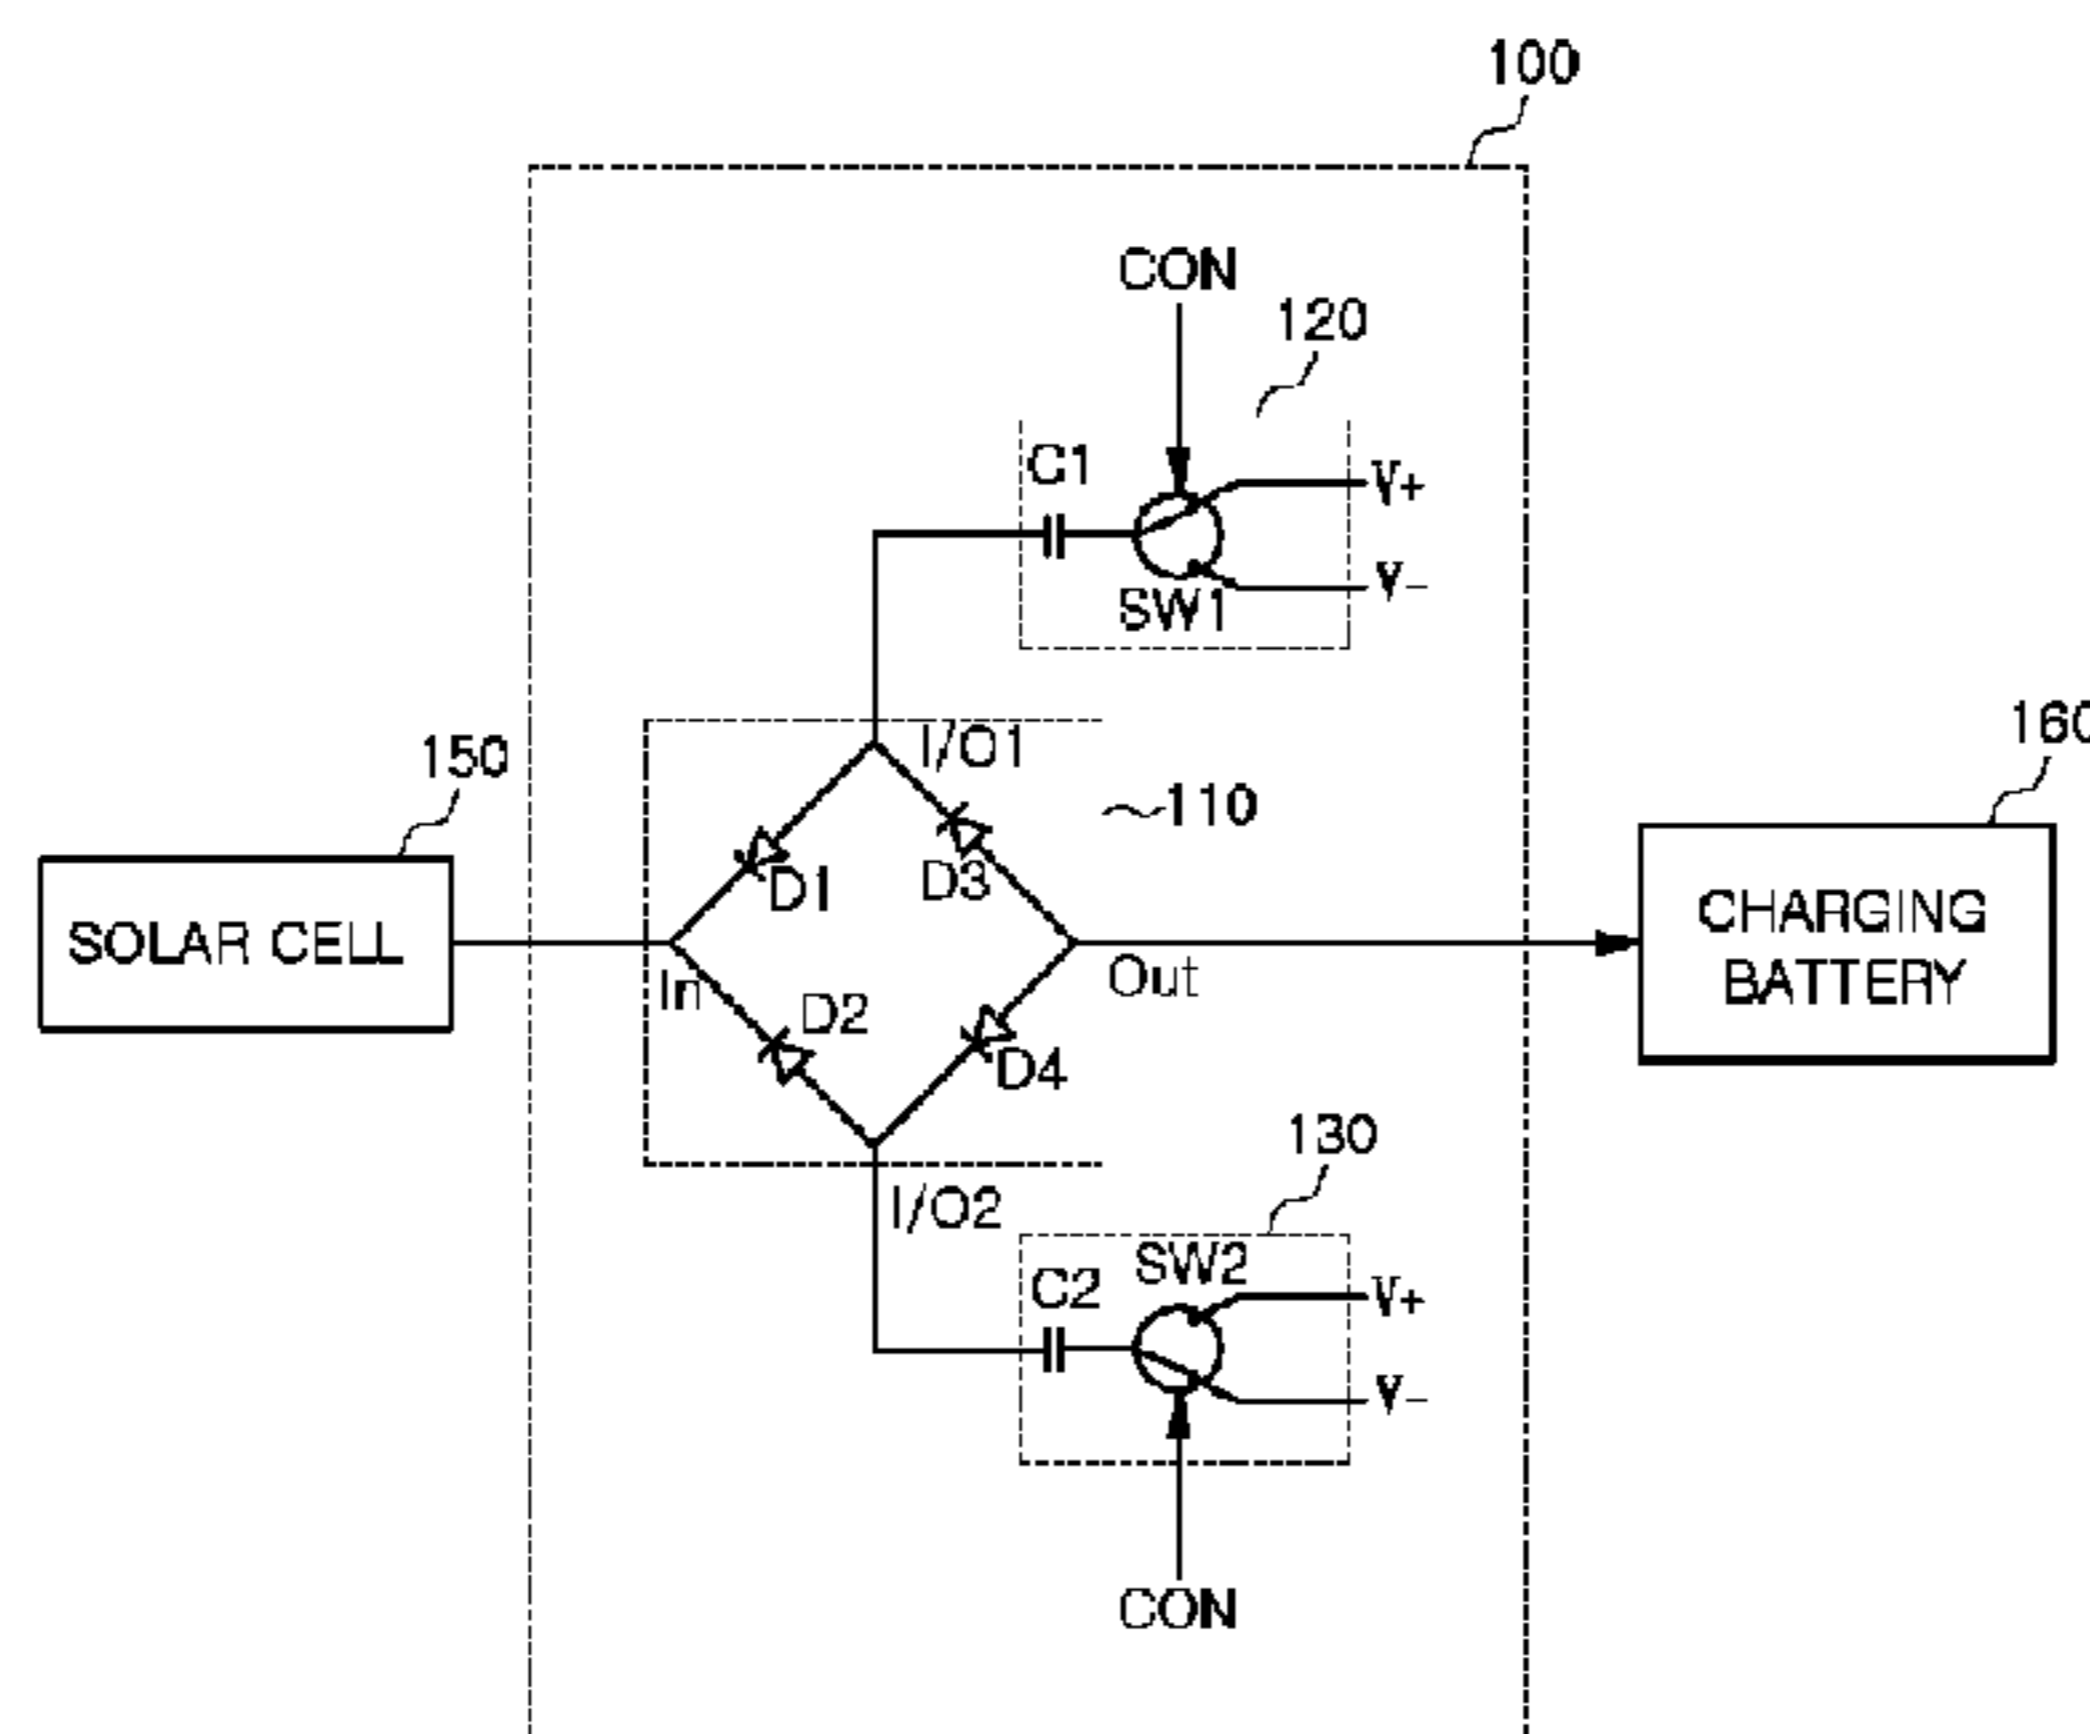 100
CON
120
C1
V+
V-
SW1
I/O1
150
110
160
D1
D3
SOLAR CELL
CHARGING
BATTERY
In
Out
D2
D4
130
I/O2
SW2
C2
V+
V-
CON